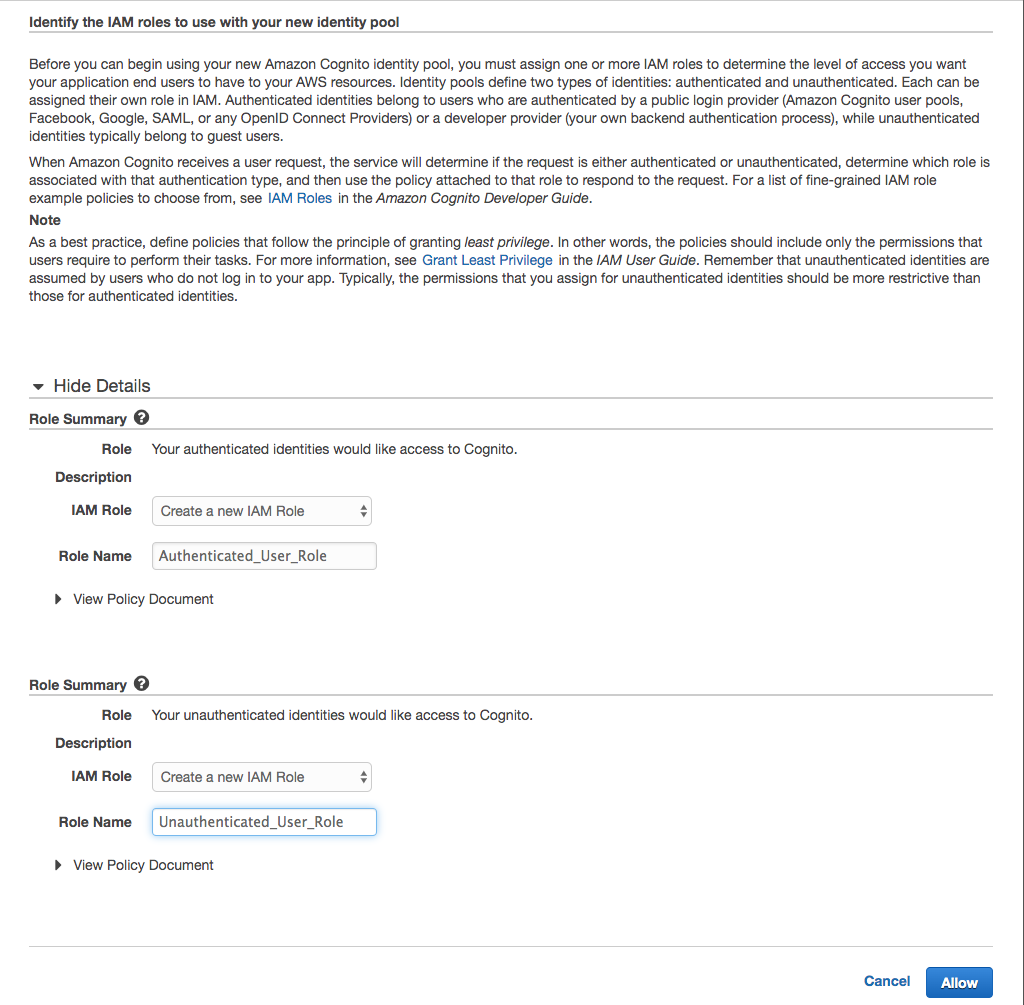 Identify the IAM roles to use with your new identity pool
Before you can begin using your new Amazon Cognito identity pool, you must assign one or more IAM roles to determine the level of access you want
your application end users to have to your AWS resources. Identity pools define two types of identities: authenticated and unauthenticated. Each can be
assigned their own role in IAM. Authenticated identities belong to users who are authenticated by a public login provider (Amazon Cognito user pools,
Facebook, Google, SAML, or any OpenID Connect Providers) or a developer provider (your own backend authentication process), while unauthenticated
identities typically belong to guest users.
When Amazon Cognito receives a user request, the service will determine if the request is either authenticated or unauthenticated, determine which role is
associated with that authentication type, and then use the policy attached to that role to respond to the request. For a list of fine-grained IAM role
example policies to choose from, see IAM Roles in the Amazon Cognito Developer Guide.
Note
As a best practice, define policies that follow the principle of granting least privilege. In other words, the policies should include only the permissions that
users require to perform their tasks. For more information, see Grant Least Privilege in the IAM User Guide. Remember that unauthenticated identities are
assumed by users who do not log in to your app. Typically, the permissions that you assign for unauthenticated identities should be more restrictive than
those for authenticated identities.
Hide Details
Role Summary ?
Role Your authenticated identities would like access to Cognito.
Description
IAM Role Create a new IAM Role
Role Name Authenticated_User_Role
View Policy Document
Role Summary ?
Role Your unauthenticated identities would like access to Cognito.
Description
IAM Role Create a new IAM Role
Role Name Unauthenticated_User_Role
View Policy Document
Cancel Allow